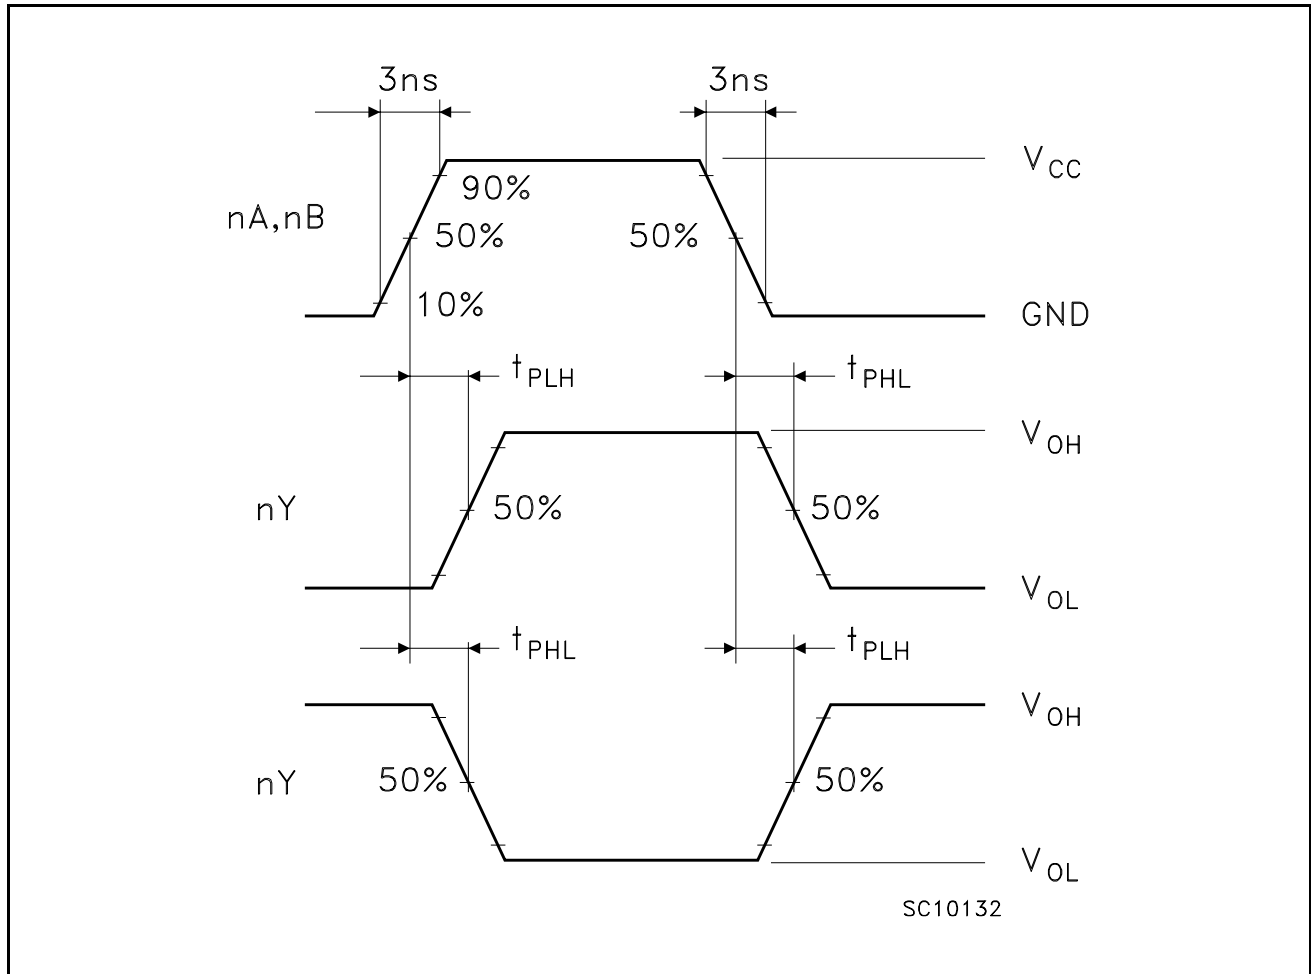 3ns 3ns
V_CC
90%
nA,nB 50% 50%
10% GND
t_PLH t_PHL
V_OH
nY 50% 50%
V_OL
t_PHL t_PLH
V_OH
nY 50% 50%
V_OL
SC10132